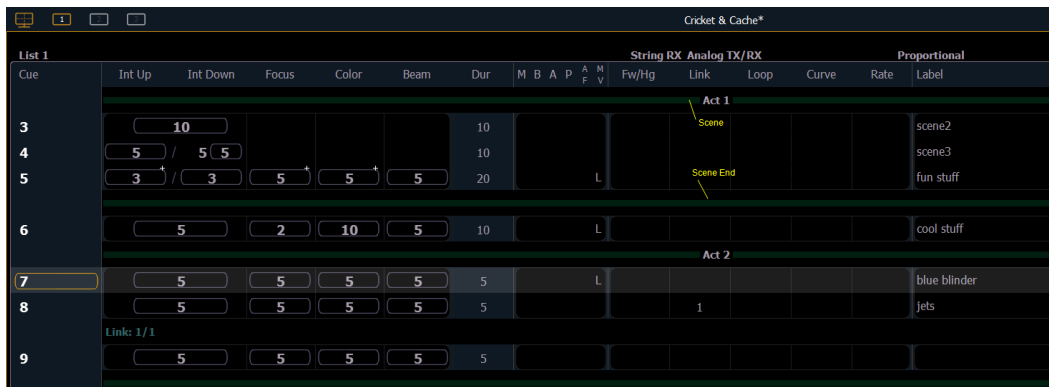 1 2 3 Cricket & Cache*
List 1 String RX Analog TX/RX Proportional
Cue Int Up Int Down Focus Color Beam Dur M B A P A F M V Fw/Hg Link Loop Curve Rate Label
Act 1
3 10 10 scene2
Scene
4 5 / 5 5 10 scene3
5 3 + / 3 5 + 5 + 5 20 L fun stuff
Scene End
6 5 2 10 5 10 L cool stuff
Act 2
7 5 5 5 5 5 L blue blinder
8 5 5 5 5 5 1 jets
Link: 1/1
9 5 5 5 5 5